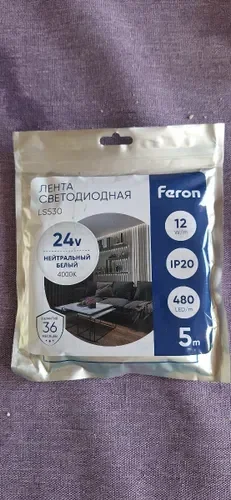 ЛЕНТА
СВЕТОДИОДНАЯ
LS530
feron
24v
НЕЙТРАЛЬНЫЙ
БЕЛЫЙ
4000K
12
IP20
480
LED/m
36
5m